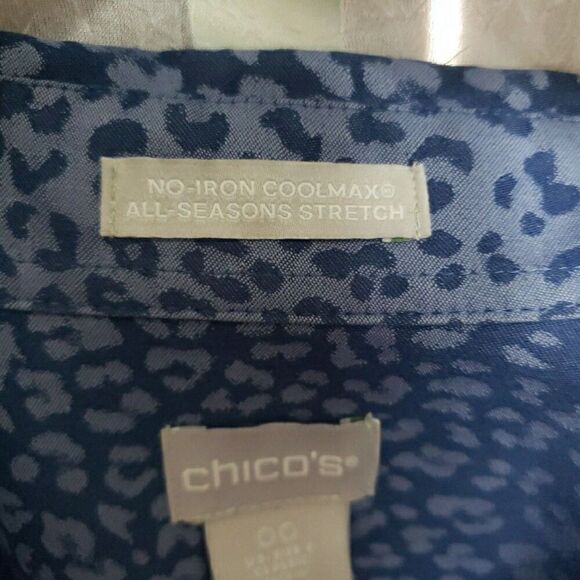 NO-IRON COOLMAX®
ALL-SEASONS STRETCH
chico's®